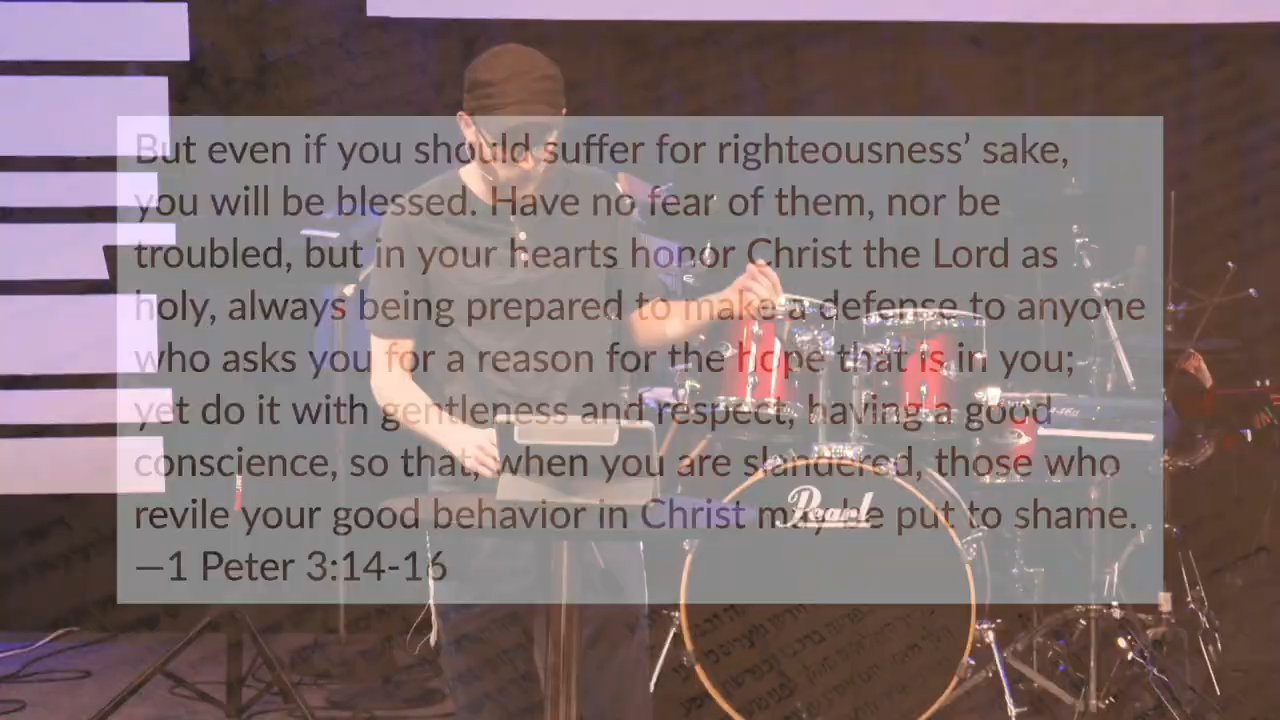 But even if you should suffer for righteousness’ sake,
you will be blessed. Have no fear of them, nor be
troubled, but in your hearts honor Christ the Lord as
holy, always being prepared to make a defense to anyone
who asks you for a reason for the hope that is in you;
yet do it with gentleness and respect, having a good
conscience, so that, when you are slandered, those who
revile your good behavior in Christ may be put to shame.
—1 Peter 3:14-16
Pearl